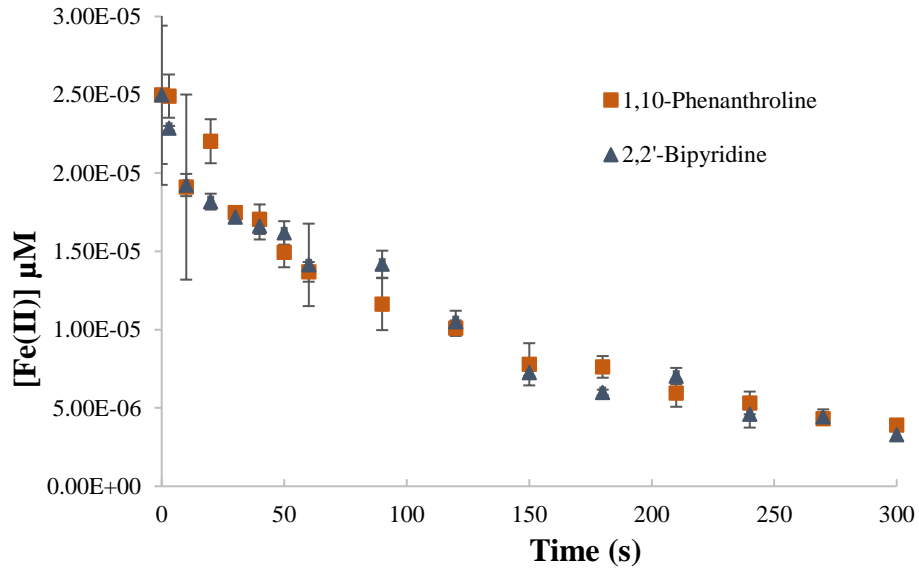 3.00E-05
2.50E-05
2.00E-05
1.50E-05
1.00E-05
5.00E-06
0.00E+00
[Fe(II)] µM
1,10-Phenanthroline
2,2'-Bipyridine
0 50 100 150 200 250 300
Time (s)